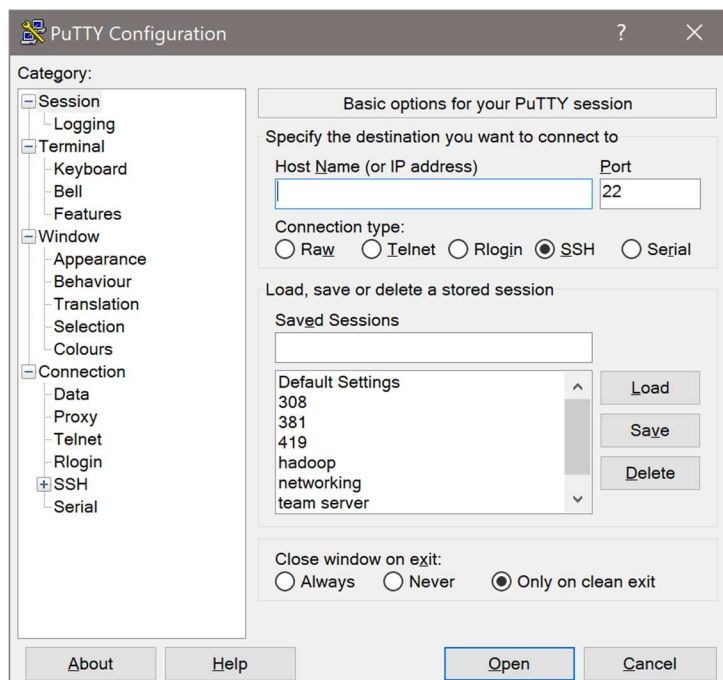 PuTTY Configuration
?
Category:
Session
Logging
Terminal
Keyboard
Bell
Features
Window
Appearance
Behaviour
Translation
Selection
Colours
Connection
Data
Proxy
Telnet
Rlogin
SSH
Serial
Basic options for your PuTTY session
Specify the destination you want to connect to
Host Name (or IP address) Port
22
Connection type:
Raw Telnet Rlogin SSH Serial
Load, save or delete a stored session
Saved Sessions
Default Settings
308
381
419
hadoop
networking
team server
Load
Save
Delete
Close window on exit:
Always Never Only on clean exit
About Help Open Cancel